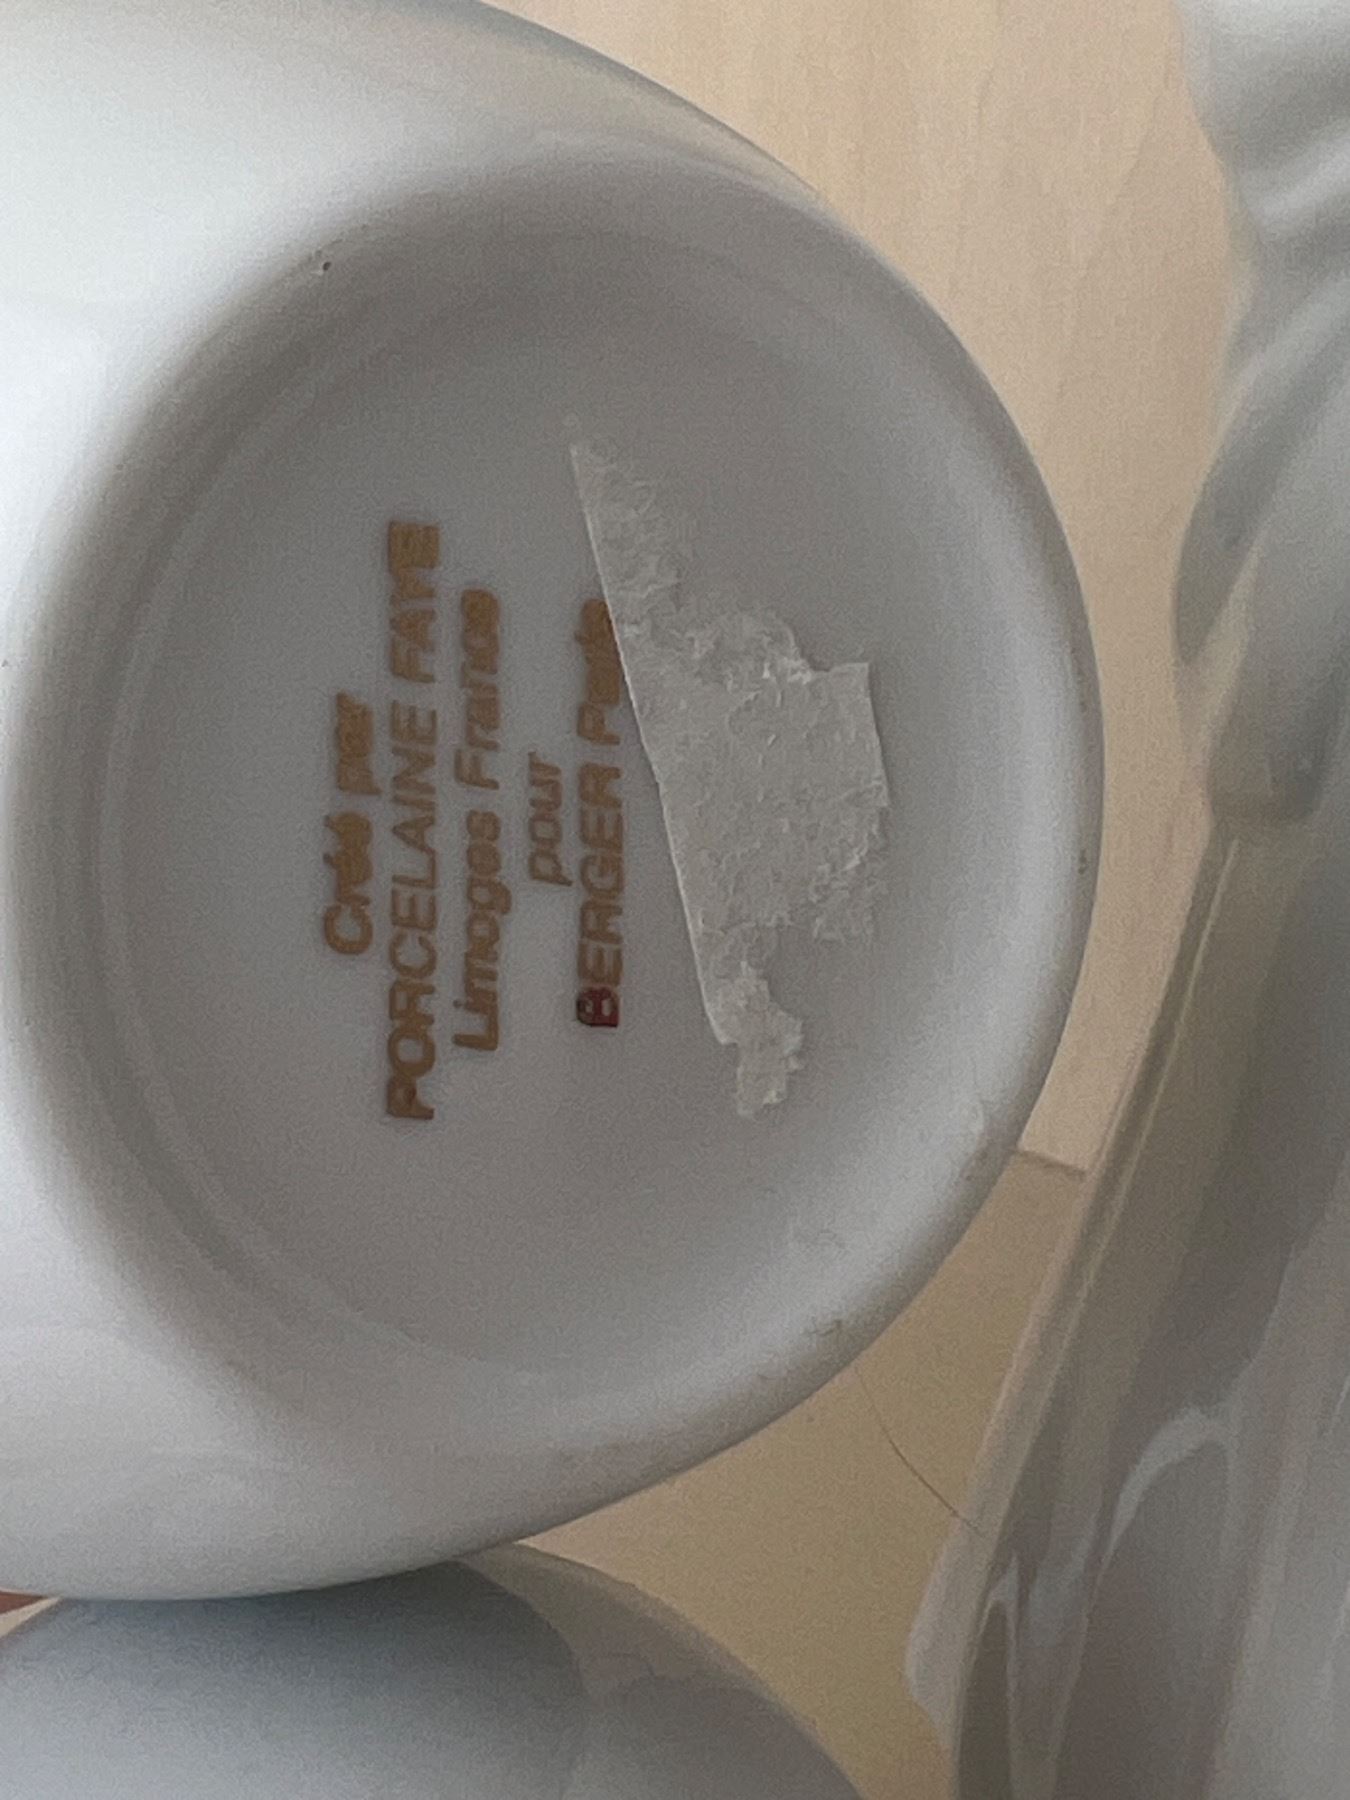 Créé par
PORCELAINE FAYE
Limoges France
pour
BERGER Paris